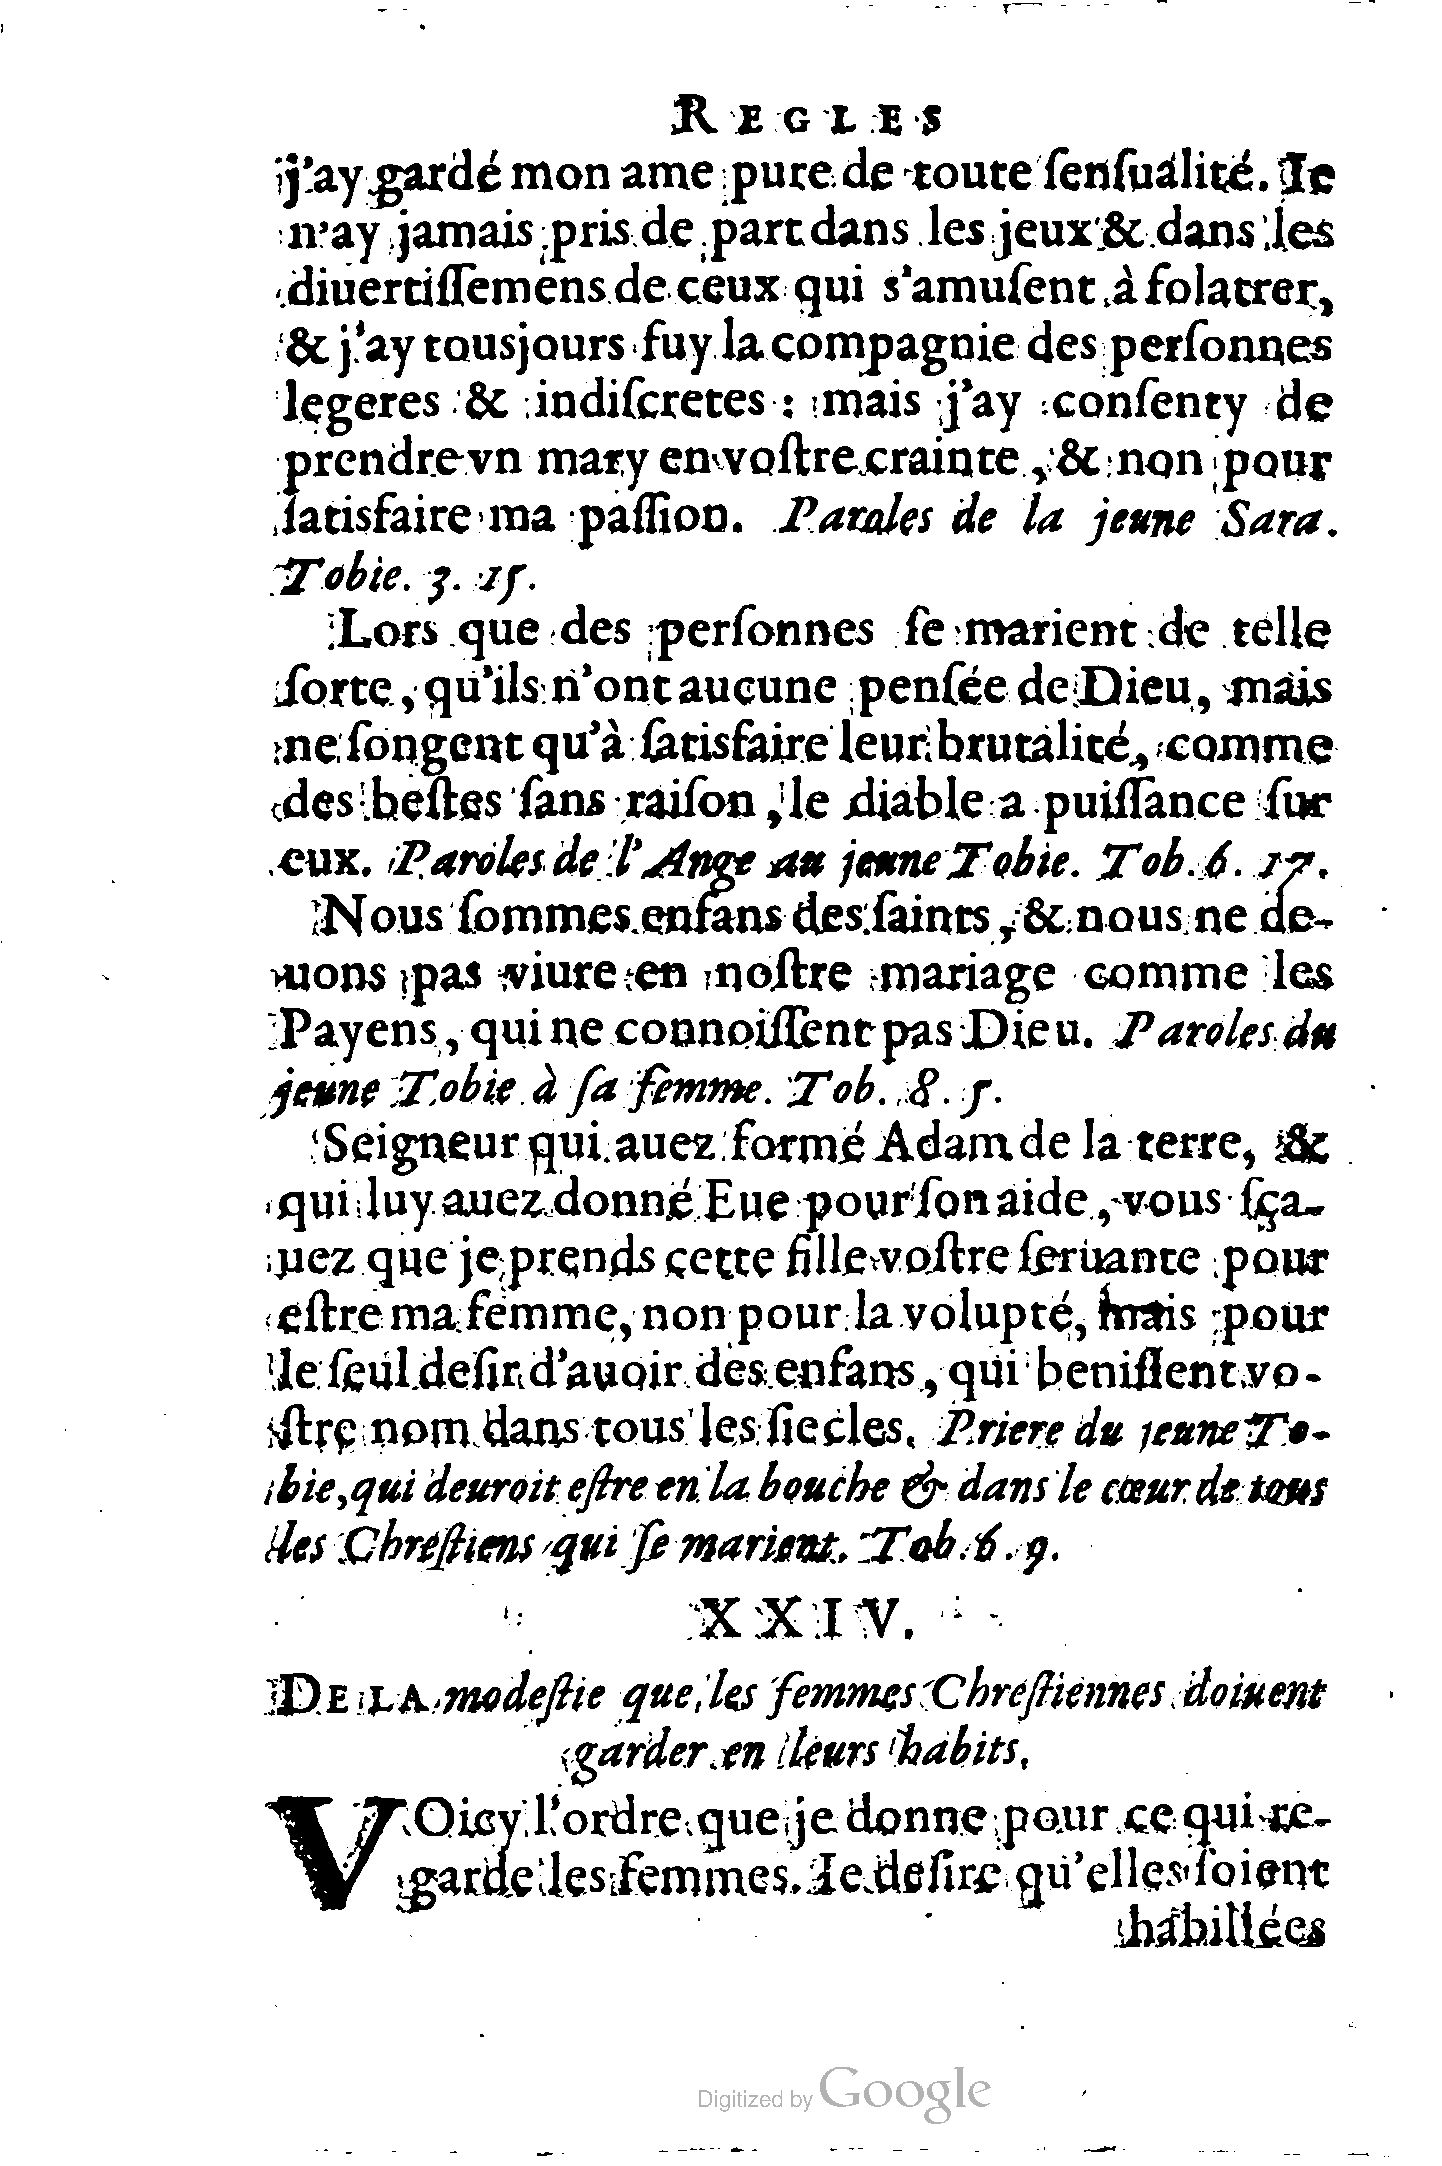 REGLES
j'ay gardé mon ame pure de toute ſenſualité. Ie
n'ay jamais pris de part dans les jeux & dans les
diuertiſſemens de ceux qui s'amuſent à folatrer,
& j'ay tousjours fuy la compagnie des perſonnes
legeres & indiſcretes : mais j'ay conſenty de
prendre vn mary en voſtre crainte, & non pour
ſatisfaire ma paſſion. Paroles de la jeune Sara.
Tobie. 3. 15.
Lors que des perſonnes ſe marient de telle
ſorte, qu'ils n'ont aucune penſée de Dieu, mais
ne ſongent qu'à ſatisfaire leur brutalité, comme
des beſtes ſans raiſon, le diable a puiſſance ſur
eux. Paroles de l'Ange au jeune Tobie. Tob. 6. 17.
Nous ſommes enfans des ſaints, & nous ne de-
uons pas viure en noſtre mariage comme les
Payens, qui ne connoiſſent pas Dieu. Paroles du
jeune Tobie à ſa femme. Tob. 8. 5.
Seigneur qui auez formé Adam de la terre, &
qui luy auez donné Eue pour ſon aide, vous ſça-
uez que je prends cette fille voſtre ſeruante pour
eſtre ma femme, non pour la volupté, mais pour
le ſeul deſir d'auoir des enfans, qui beniſſent vo-
ſtre nom dans tous les ſiecles. Priere du jeune To-
bie, qui deuroit eſtre en la bouche & dans le cœur de tous
les Chreſtiens qui ſe marient. Tob. 6. 9.
XXIV.
DE LA modeſtie que les femmes Chreſtiennes doiuent
garder en leurs habits.
VOicy l'ordre que je donne pour ce qui re-
garde les femmes. Ie deſire qu'elles ſoient
habillées
Digitized by Google